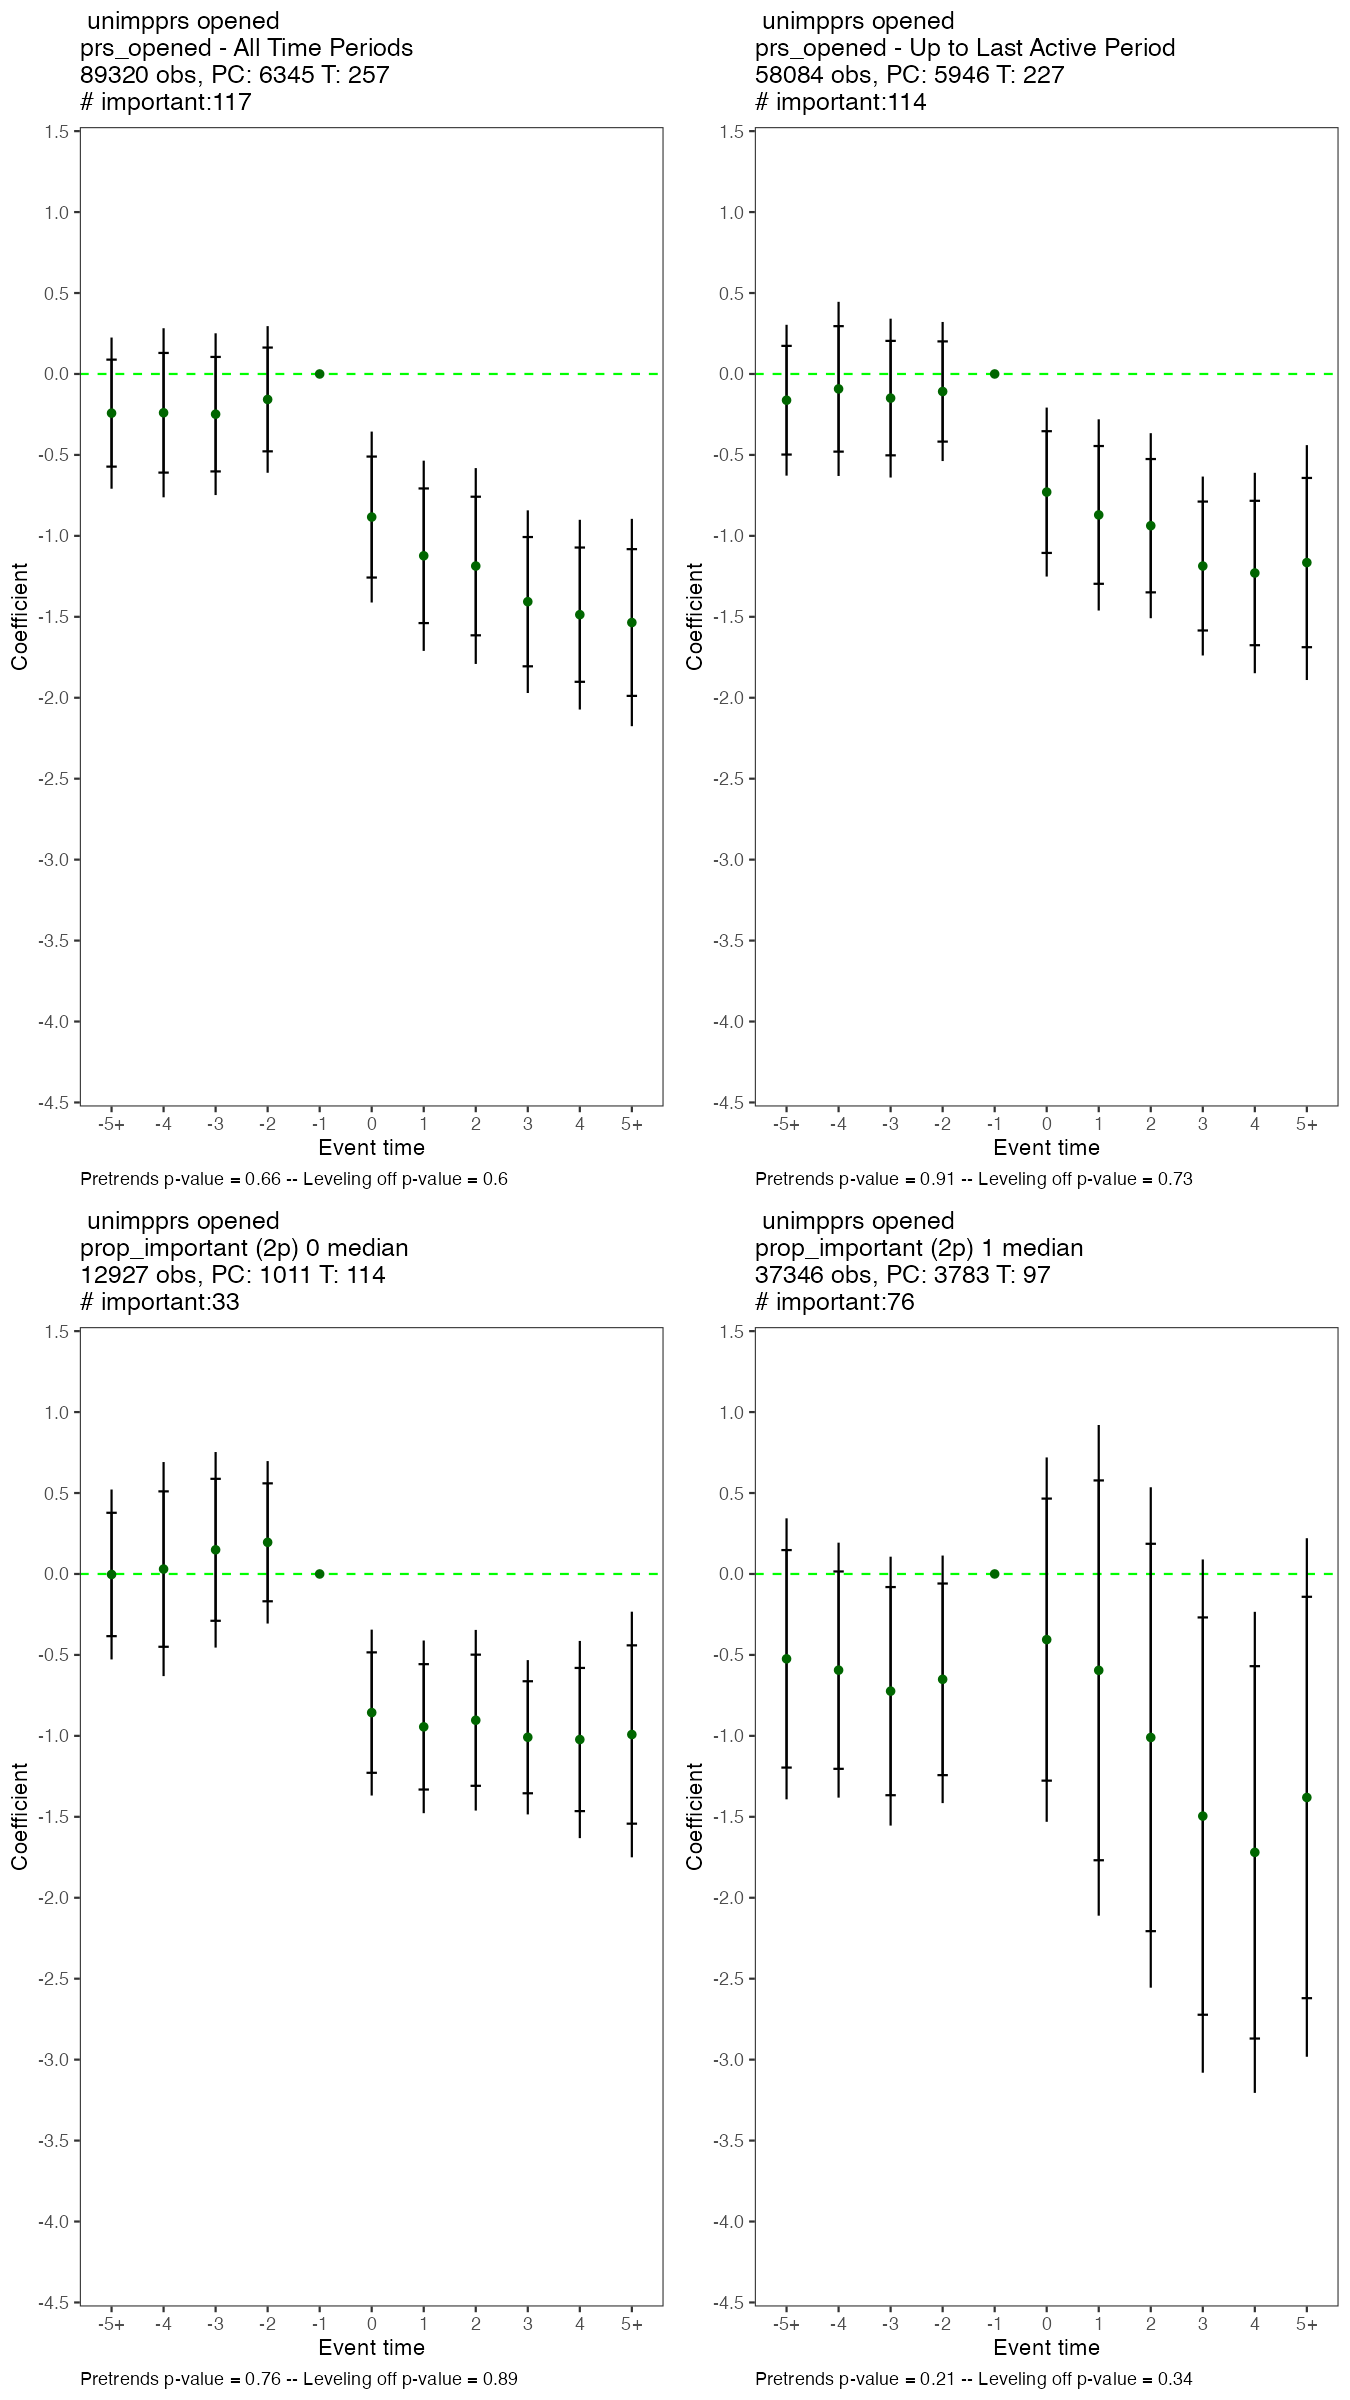 unimpprs opened
prs_opened - All Time Periods
89320 obs, PC: 6345 T: 257
# important:117
1.5
1.0
0.5
0.0
-0.5
-1.0
-1.5
-2.0
-2.5
-3.0
-3.5
-4.0
-4.5
Coefficient
-5+ -4 -3 -2 -1 0 1 2 3 4 5+
Event time
Pretrends p-value = 0.66 -- Leveling off p-value = 0.6
unimpprs opened
prs_opened - Up to Last Active Period
58084 obs, PC: 5946 T: 227
# important:114
1.5
1.0
0.5
0.0
-0.5
-1.0
-1.5
-2.0
-2.5
-3.0
-3.5
-4.0
-4.5
Coefficient
-5+ -4 -3 -2 -1 0 1 2 3 4 5+
Event time
Pretrends p-value = 0.91 -- Leveling off p-value = 0.73
unimpprs opened
prop_important (2p) 0 median
12927 obs, PC: 1011 T: 114
# important:33
1.5
1.0
0.5
0.0
-0.5
-1.0
-1.5
-2.0
-2.5
-3.0
-3.5
-4.0
-4.5
Coefficient
-5+ -4 -3 -2 -1 0 1 2 3 4 5+
Event time
Pretrends p-value = 0.76 -- Leveling off p-value = 0.89
unimpprs opened
prop_important (2p) 1 median
37346 obs, PC: 3783 T: 97
# important:76
1.5
1.0
0.5
0.0
-0.5
-1.0
-1.5
-2.0
-2.5
-3.0
-3.5
-4.0
-4.5
Coefficient
-5+ -4 -3 -2 -1 0 1 2 3 4 5+
Event time
Pretrends p-value = 0.21 -- Leveling off p-value = 0.34